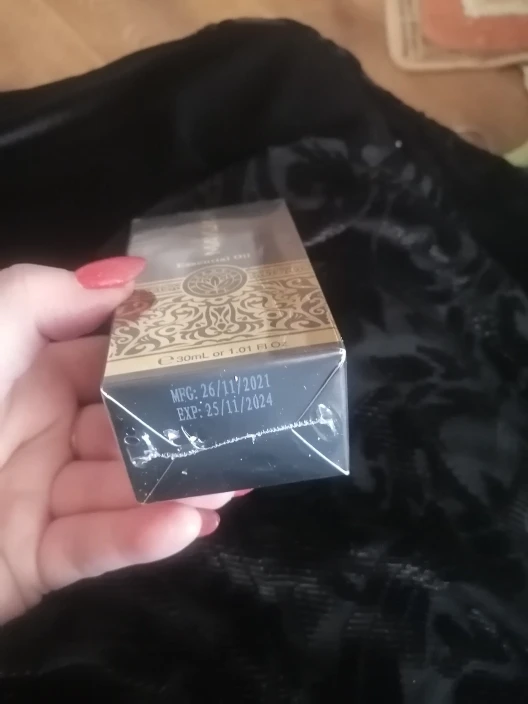 ESSENTIAL OIL
℮ 30mL or 1.01 Fl.Oz
MFG: 26/11/2021
EXP: 25/11/2024